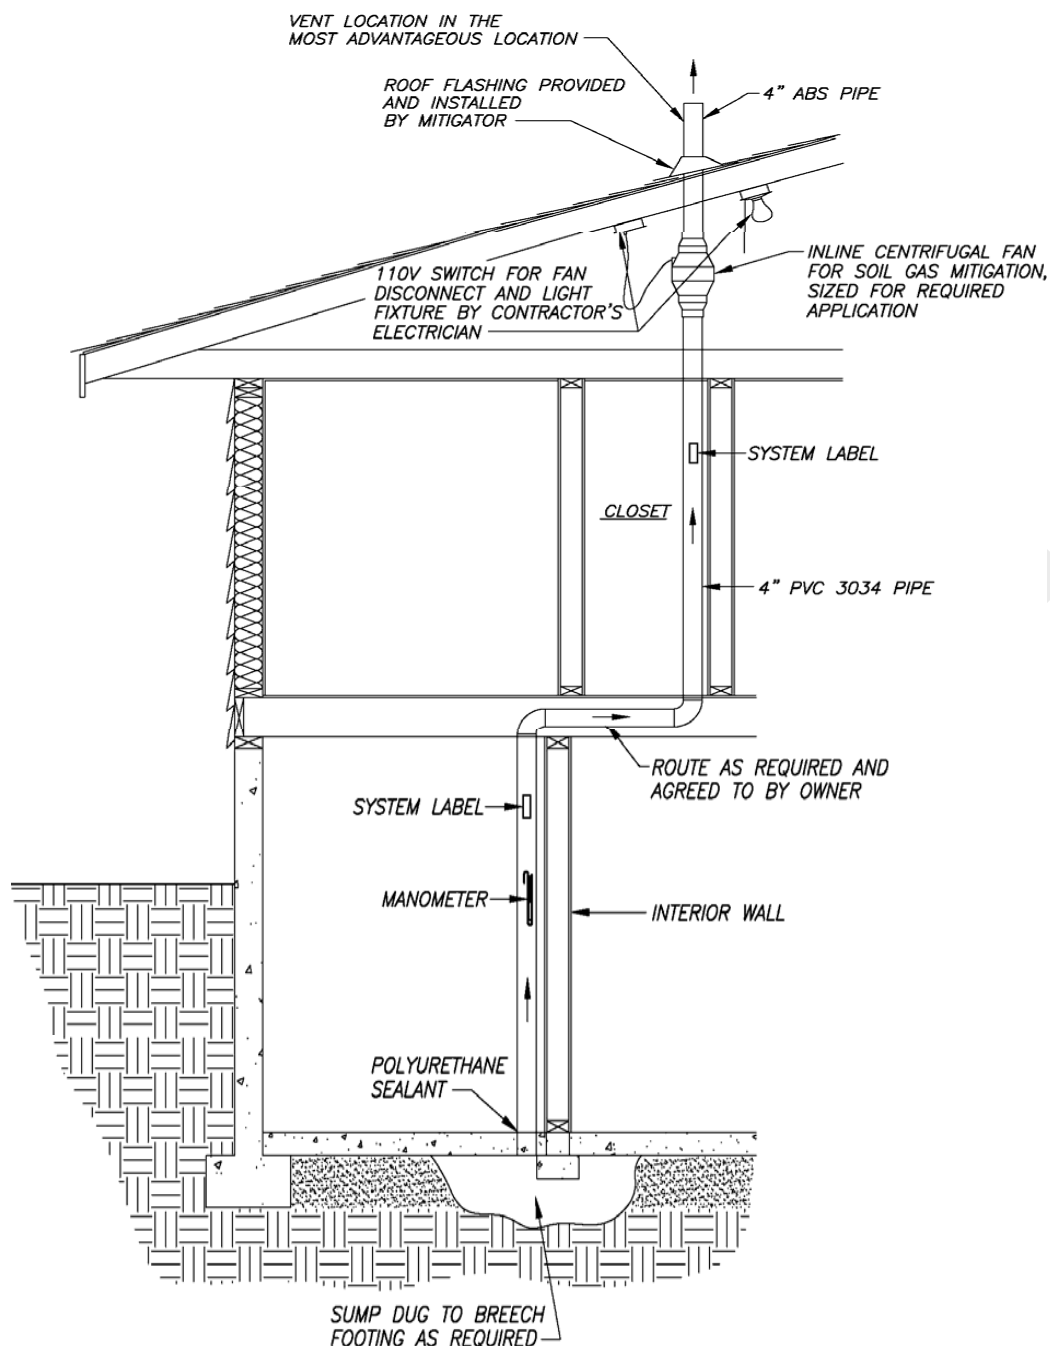 VENT LOCATION IN THE
MOST ADVANTAGEOUS LOCATION
ROOF FLASHING PROVIDED
AND INSTALLED
BY MITIGATOR
4" ABS PIPE
110V SWITCH FOR FAN
DISCONNECT AND LIGHT
FIXTURE BY CONTRACTOR'S
ELECTRICIAN
INLINE CENTRIFUGAL FAN
FOR SOIL GAS MITIGATION,
SIZED FOR REQUIRED
APPLICATION
SYSTEM LABEL
CLOSET
4" PVC 3034 PIPE
ROUTE AS REQUIRED AND
AGREED TO BY OWNER
SYSTEM LABEL
MANOMETER
INTERIOR WALL
POLYURETHANE
SEALANT
SUMP DUG TO BREECH
FOOTING AS REQUIRED